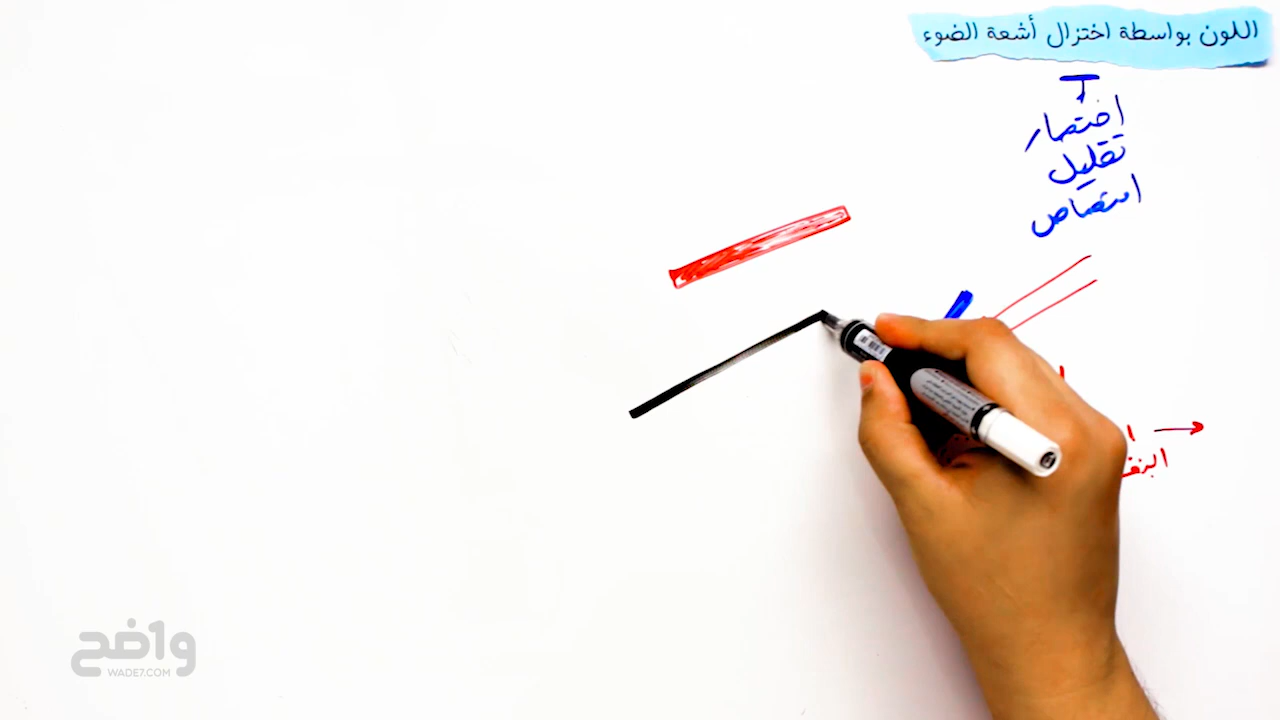 اللون بواسطة اختزال أشعة الضوء
اختصار
تقليل
امتصاص
واضح
WADE7.COM